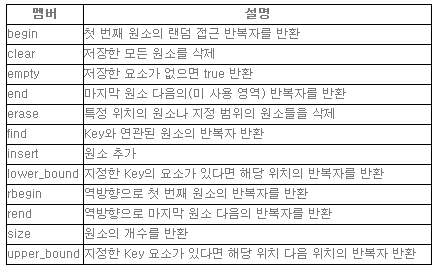 멤버 설명
begin 첫 번째 원소의 랜덤 접근 반복자를 반환
clear 저장한 모든 원소를 삭제
empty 저장한 요소가 없으면 true 반환
end 마지막 원소 다음의(미 사용 영역) 반복자를 반환
erase 특정 위치의 원소나 지정 범위의 원소들을 삭제
find Key와 연관된 원소의 반복자 반환
insert 원소 추가
lower_bound 지정한 Key의 요소가 있다면 해당 위치의 반복자를 반환
rbegin 역방향으로 첫 번째 원소의 반복자를 반환
rend 역방향으로 마지막 원소 다음의 반복자를 반환
size 원소의 개수를 반환
upper_bound 지정한 Key 요소가 있다면 해당 위치 다음 위치의 반복자 반환